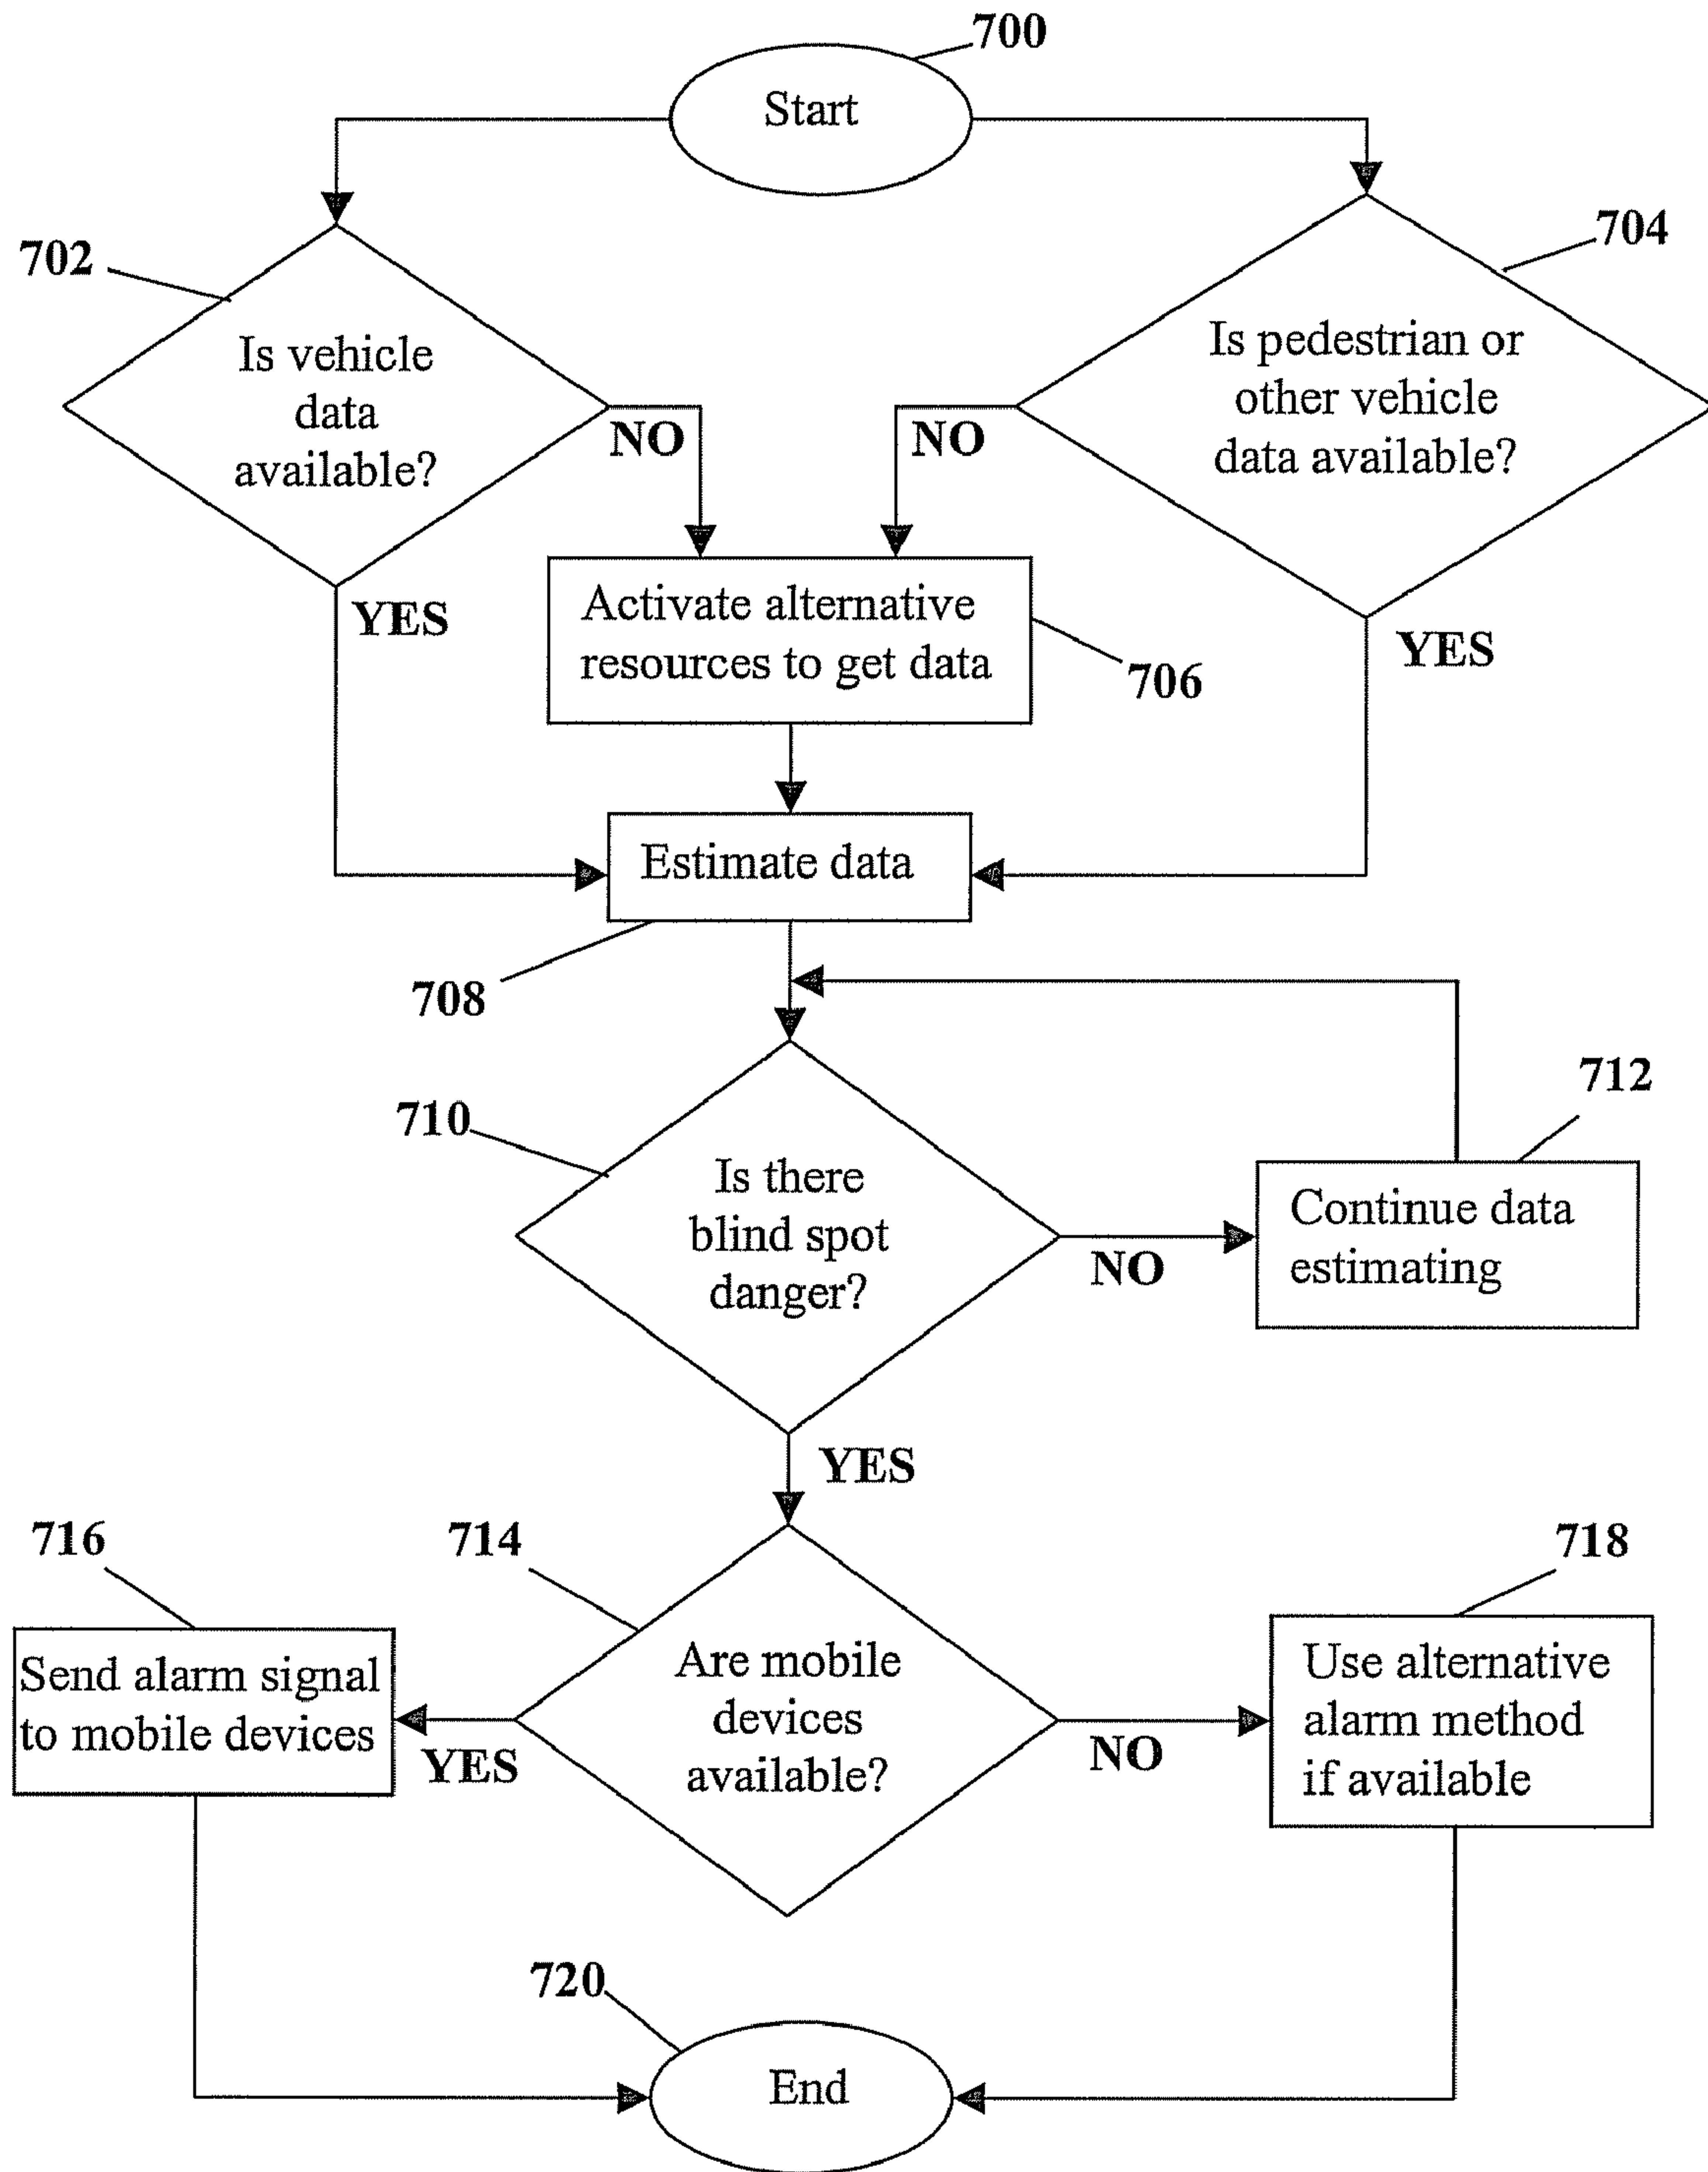 700
Start
702
704
Is vehicle
data
available?
Is pedestrian or
other vehicle
data available?
NO
NO
Activate alternative
resources to get data
YES
YES
706
Estimate data
708
710
712
Is there
blind spot
danger?
NO
Continue data
estimating
YES
716
714
718
Send alarm signal
to mobile devices
YES
Are mobile
devices
available?
NO
Use alternative
alarm method
if available
720
End